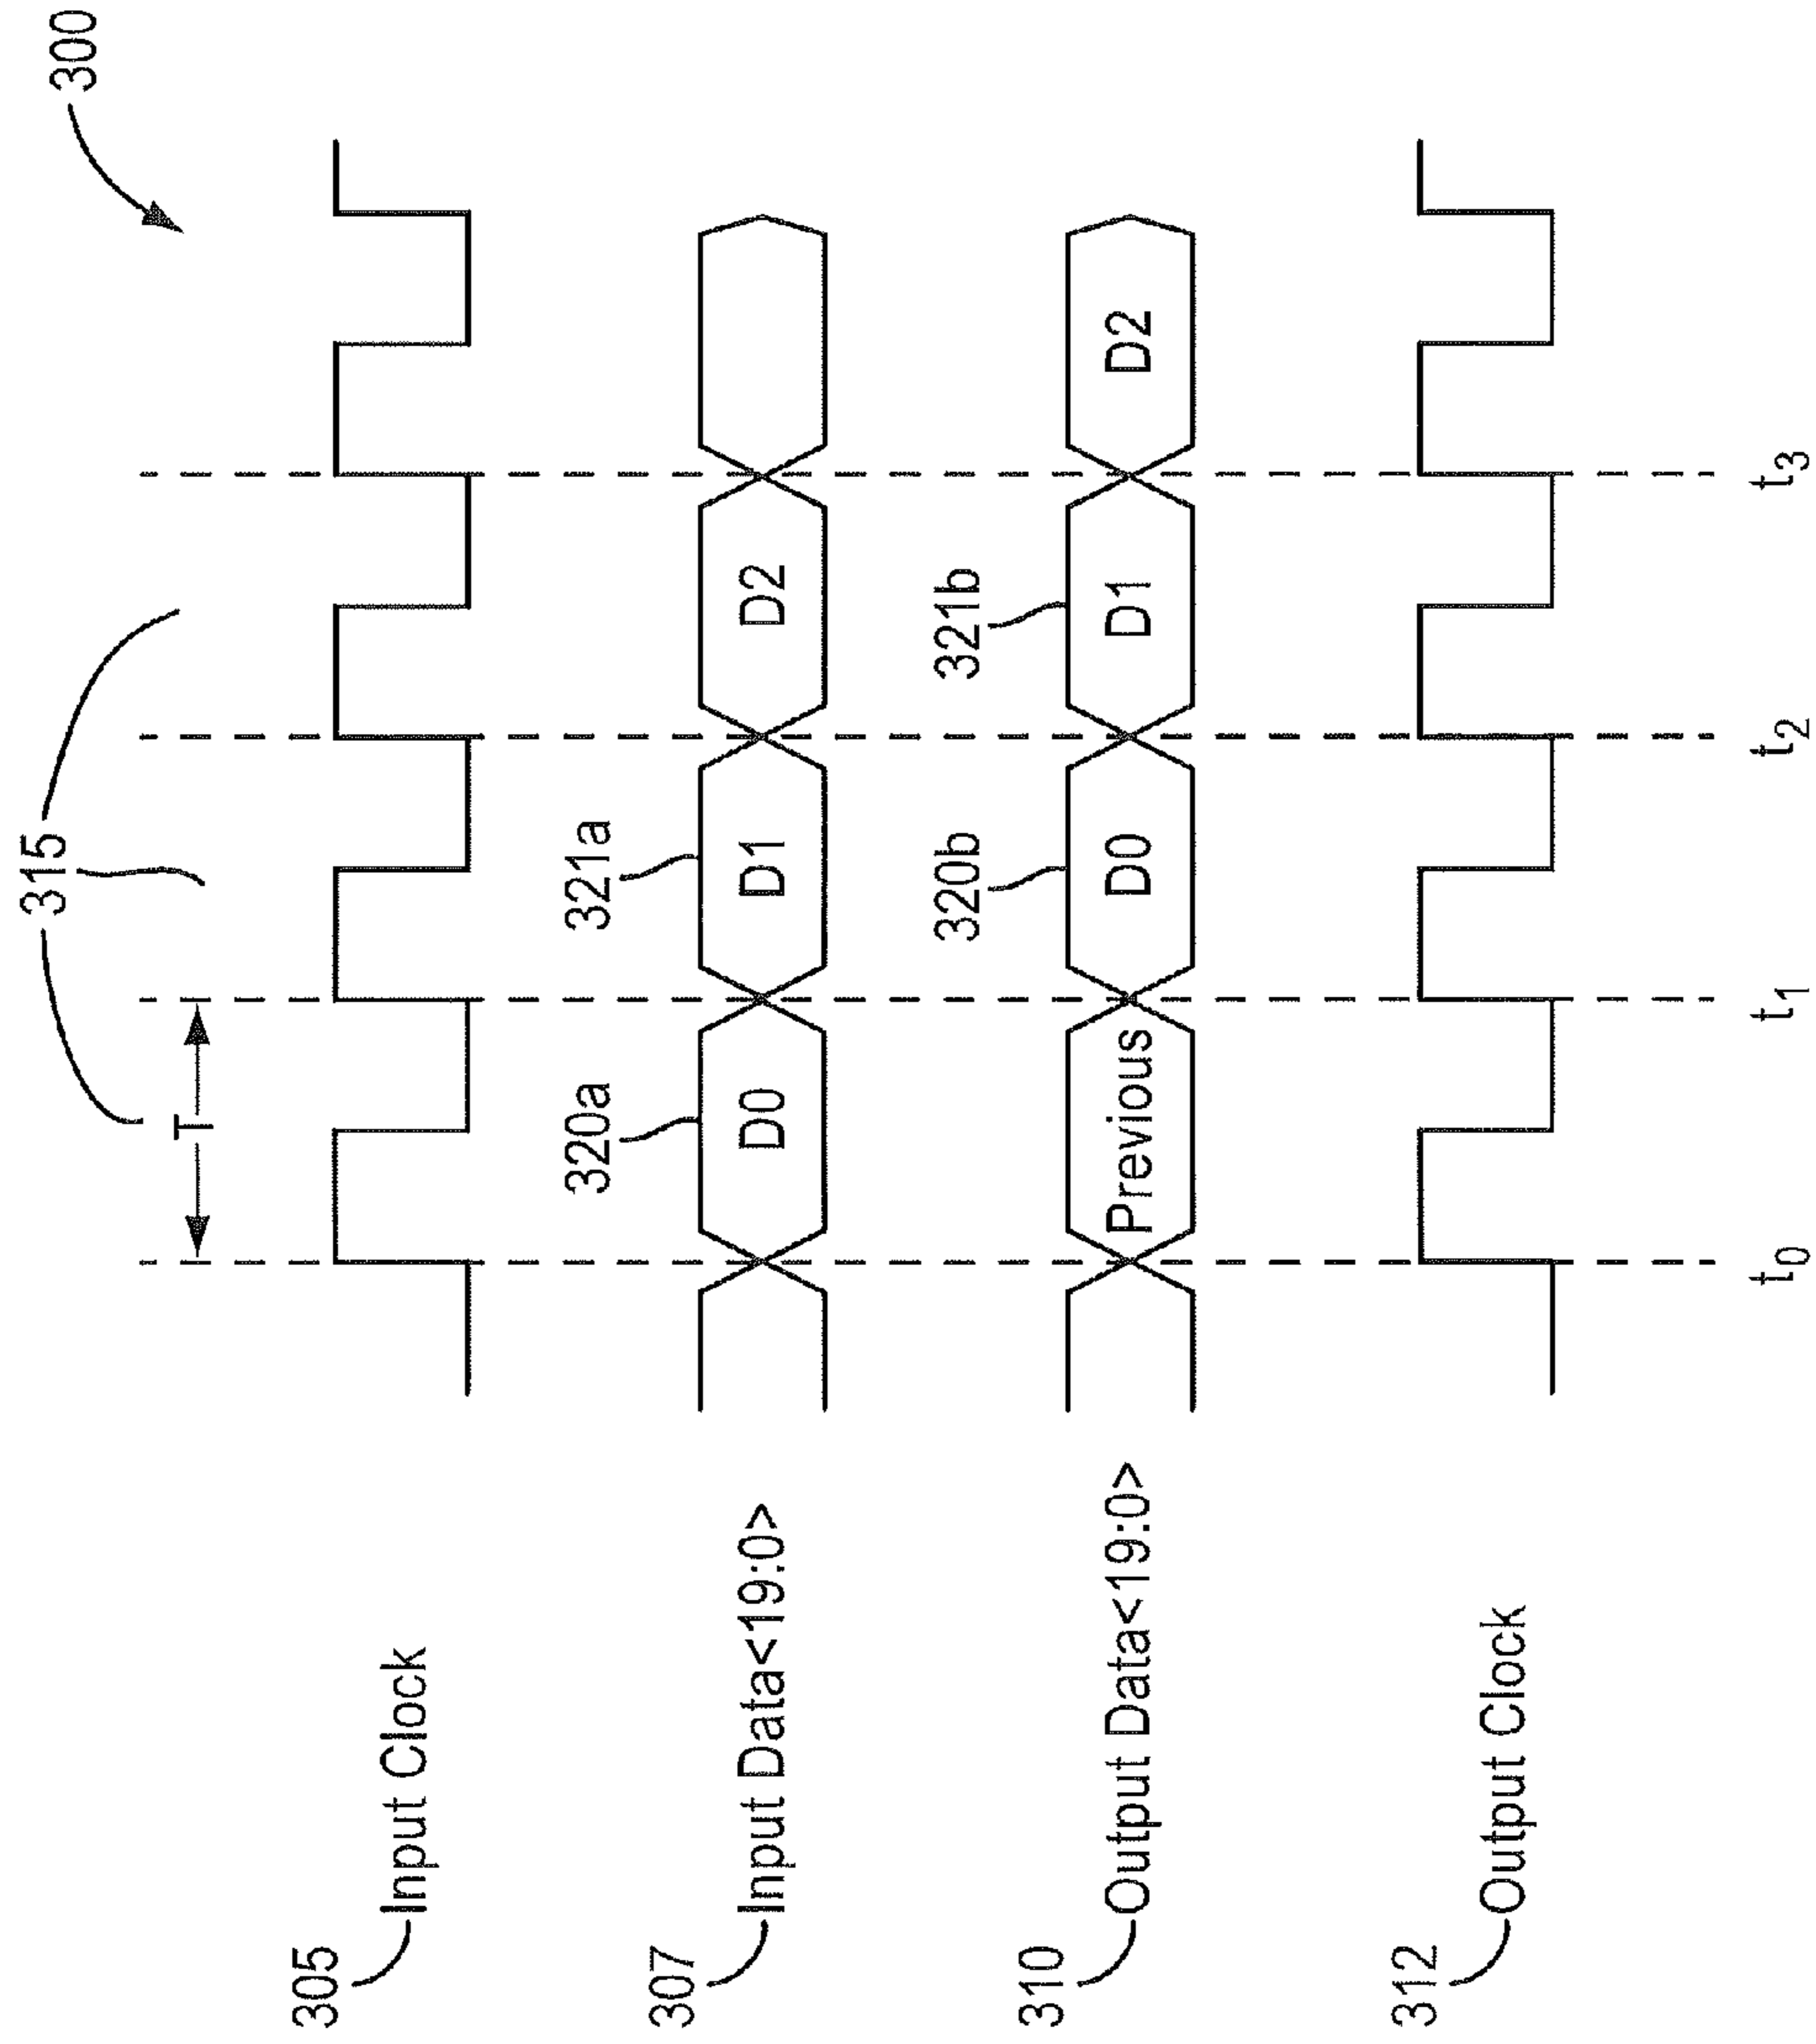 300
315
T
305
Input Clock
320a
321a
307
Input Data<19:0>
D0
D1
D2
320b
321b
310
Output Data<19:0>
Previous
D0
D1
D2
312
Output Clock
t0
t1
t2
t3